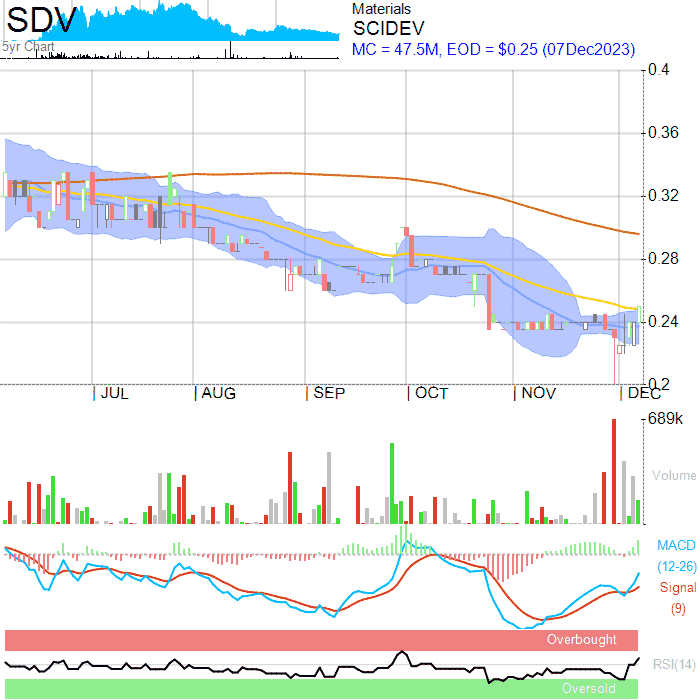 SDV
5yr Chart
Materials
SCIDEV
MC = 47.5M, EOD = $0.25 (07Dec2023)
0.4
0.36
0.32
0.28
0.24
0.2
JUL AUG SEP OCT NOV DEC
689k
Volume
MACD
(12-26)
Signal
(9)
Overbought
RSI(14)
Oversold